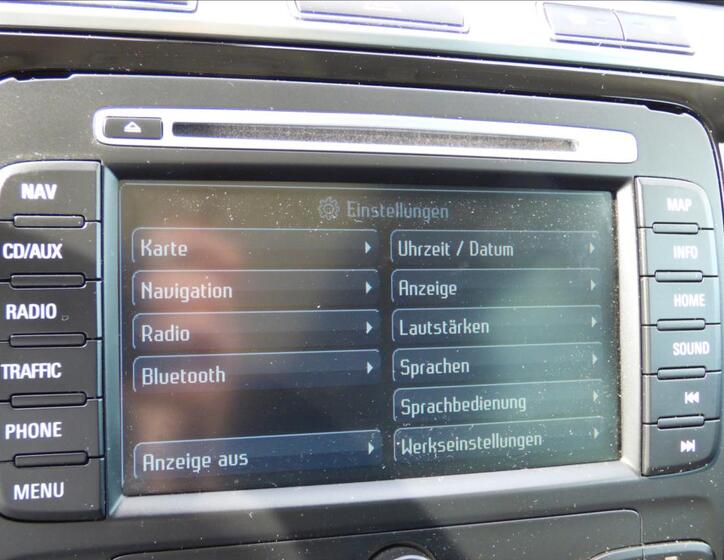 NAV
CD/AUX
RADIO
TRAFFIC
PHONE
MENU
Einstellungen
Karte
Navigation
Radio
Bluetooth
Anzeige aus
Uhrzeit / Datum
Anzeige
Lautstärken
Sprachen
Sprachbedienung
Werkseinstellungen
MAP
INFO
HOME
SOUND